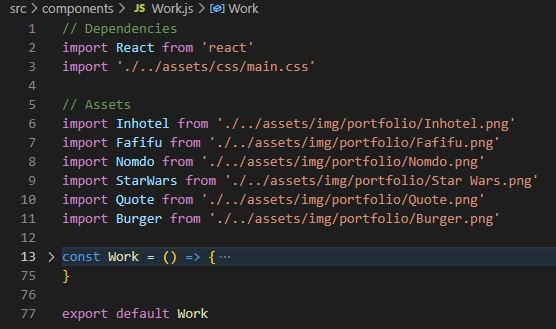 src > components > JS Work.js > Work
1 // Dependencies
2 import React from 'react'
3 import './../assets/css/main.css'
4
5 // Assets
6 import Inhotel from './../assets/img/portfolio/Inhotel.png'
7 import Fafifu from './../assets/img/portfolio/Fafifu.png'
8 import Nomdo from './../assets/img/portfolio/Nomdo.png'
9 import StarWars from './../assets/img/portfolio/Star Wars.png'
10 import Quote from './../assets/img/portfolio/Quote.png'
11 import Burger from './../assets/img/portfolio/Burger.png'
12
13 > const Work = () => { ···
75 }
76
77 export default Work